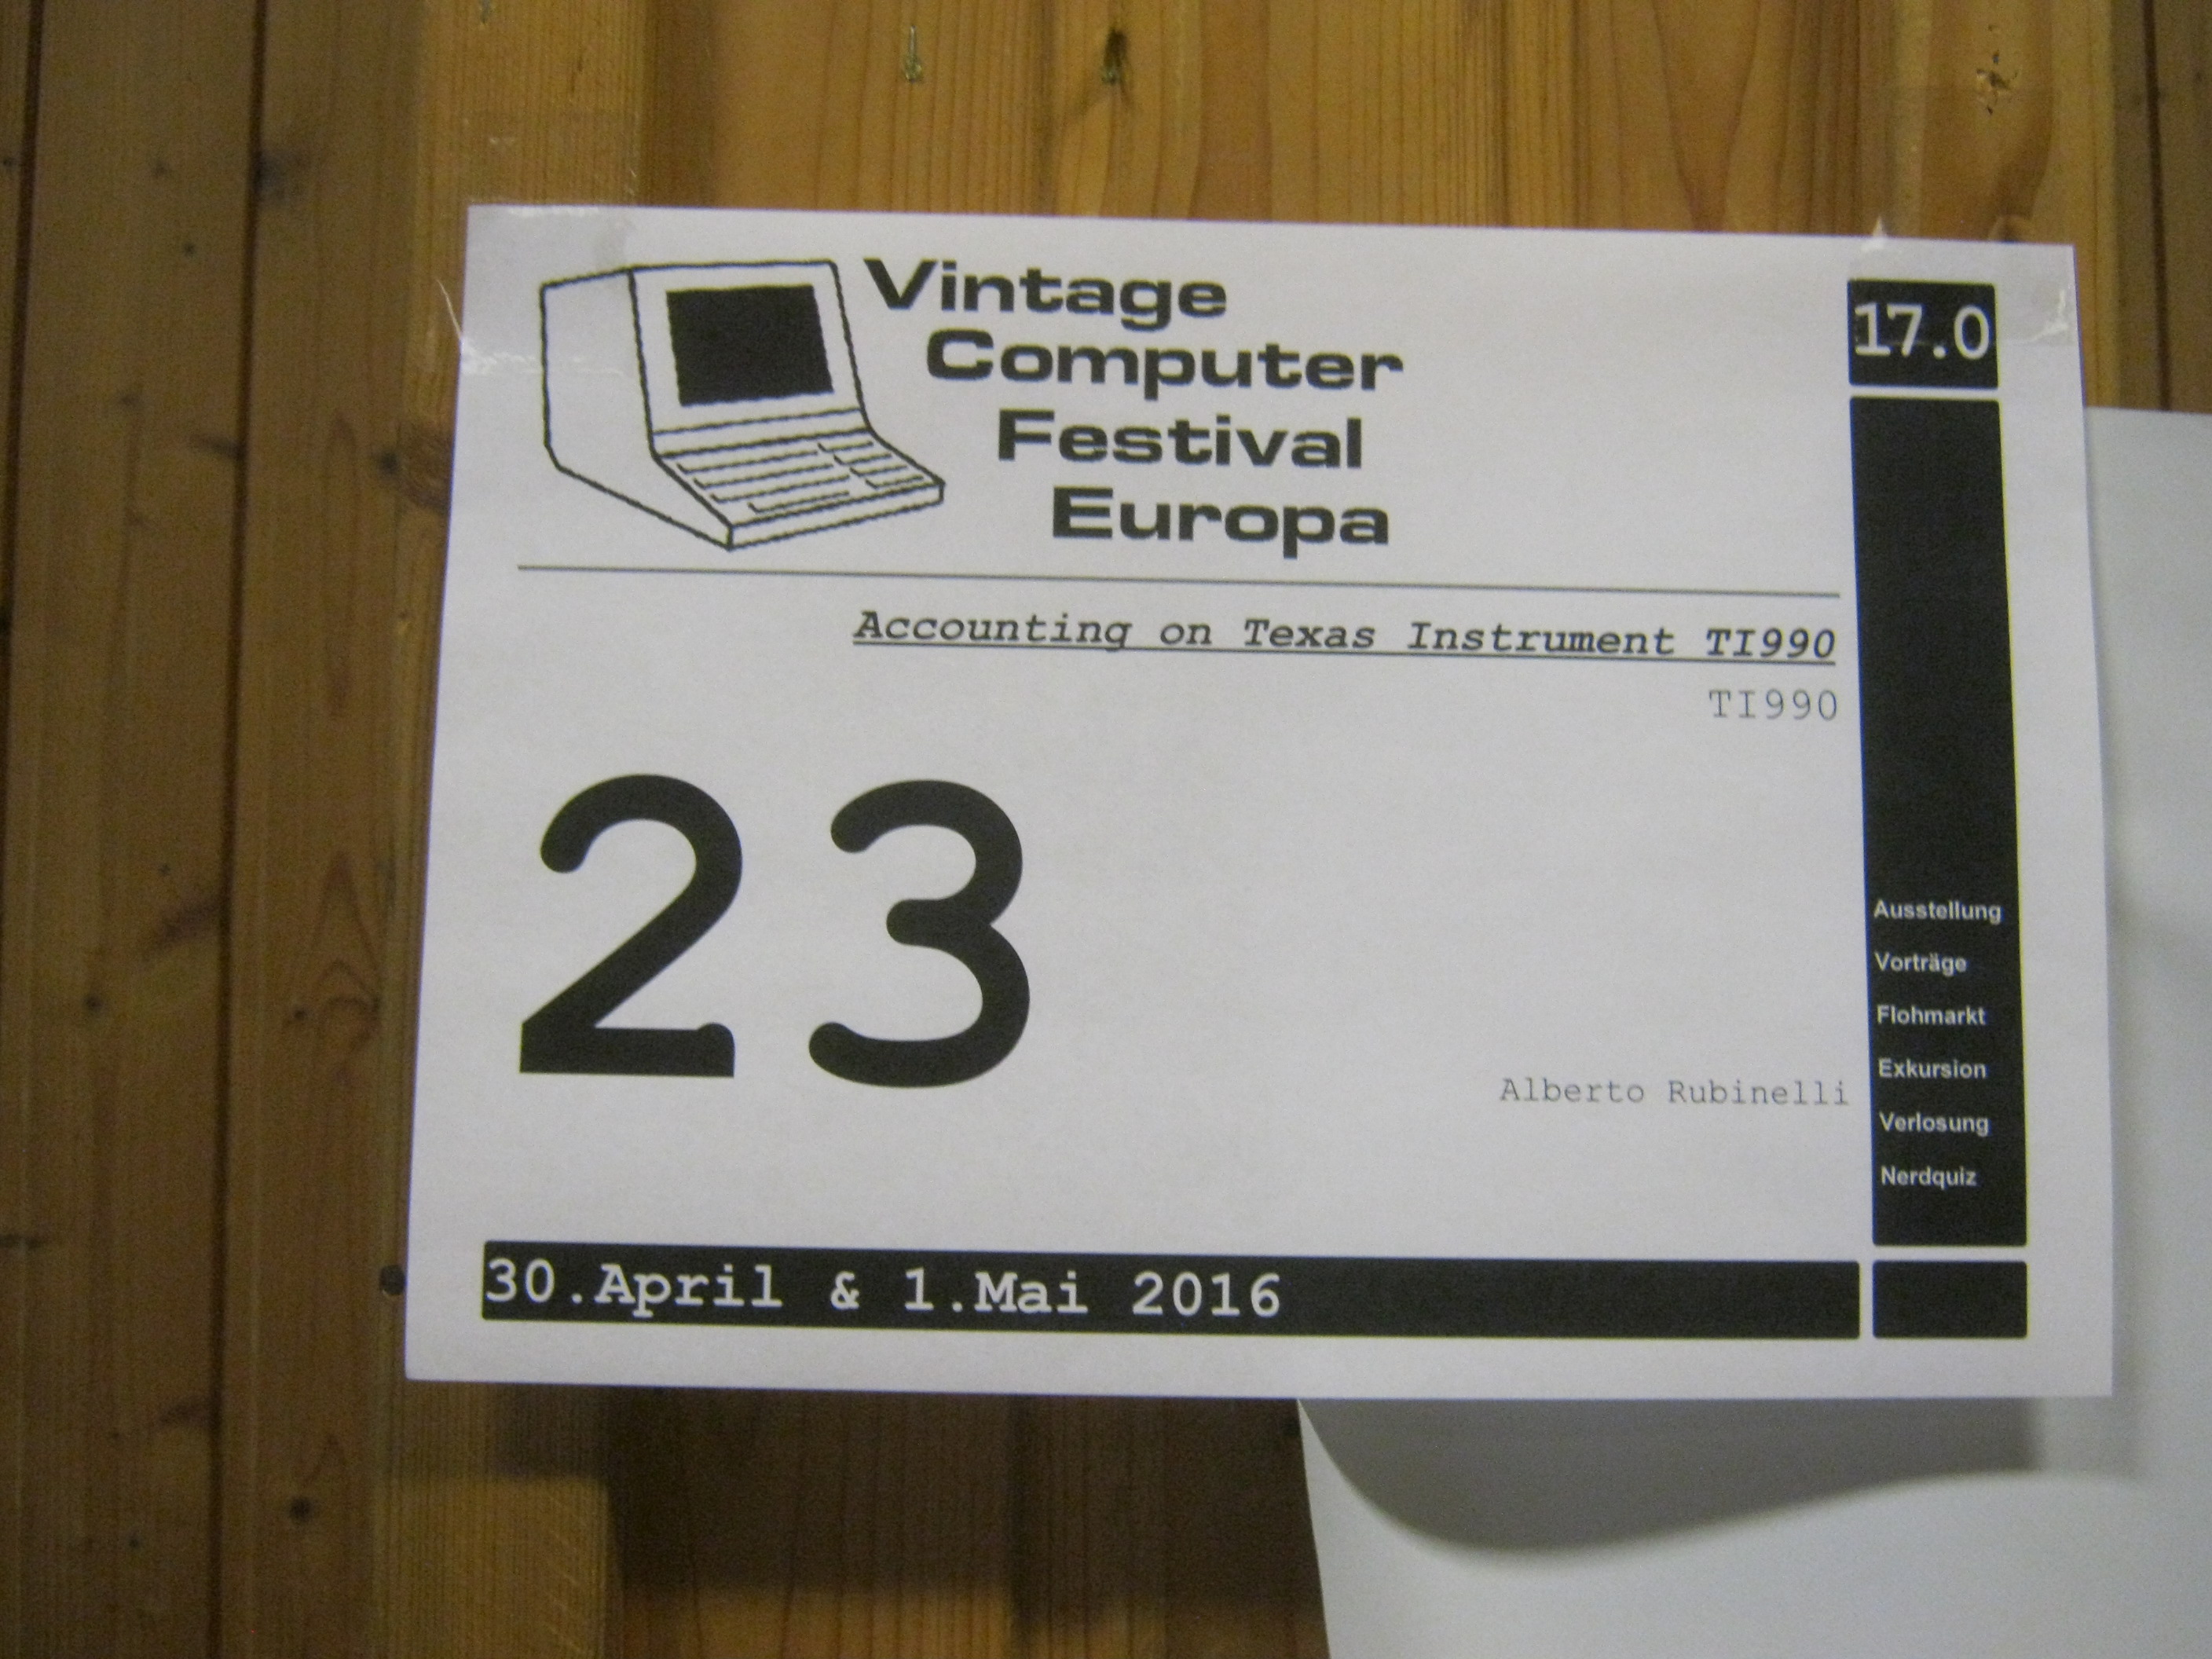 Vintage
Computer
Festival
Europa
17.0
Accounting on Texas Instrument TI990
TI990
23
Alberto Rubinelli
Ausstellung
Vorträge
Flohmarkt
Exkursion
Verlosung
Nerdquiz
30.April & 1.Mai 2016